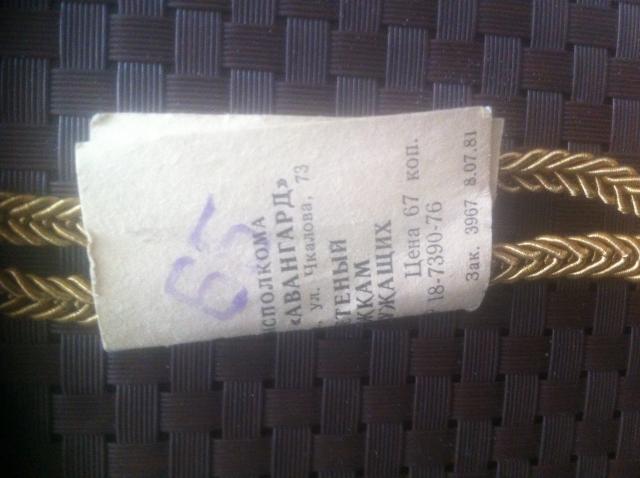 65
СПОЛКОМА
«АВАНГАРД»
, ул. Чкалова, 73
ТЕНЫЙ
ЖКАМ
УЖАЩИХ
Цена 67 коп.
18-7390-76
Зак. 3967. 8.07.81